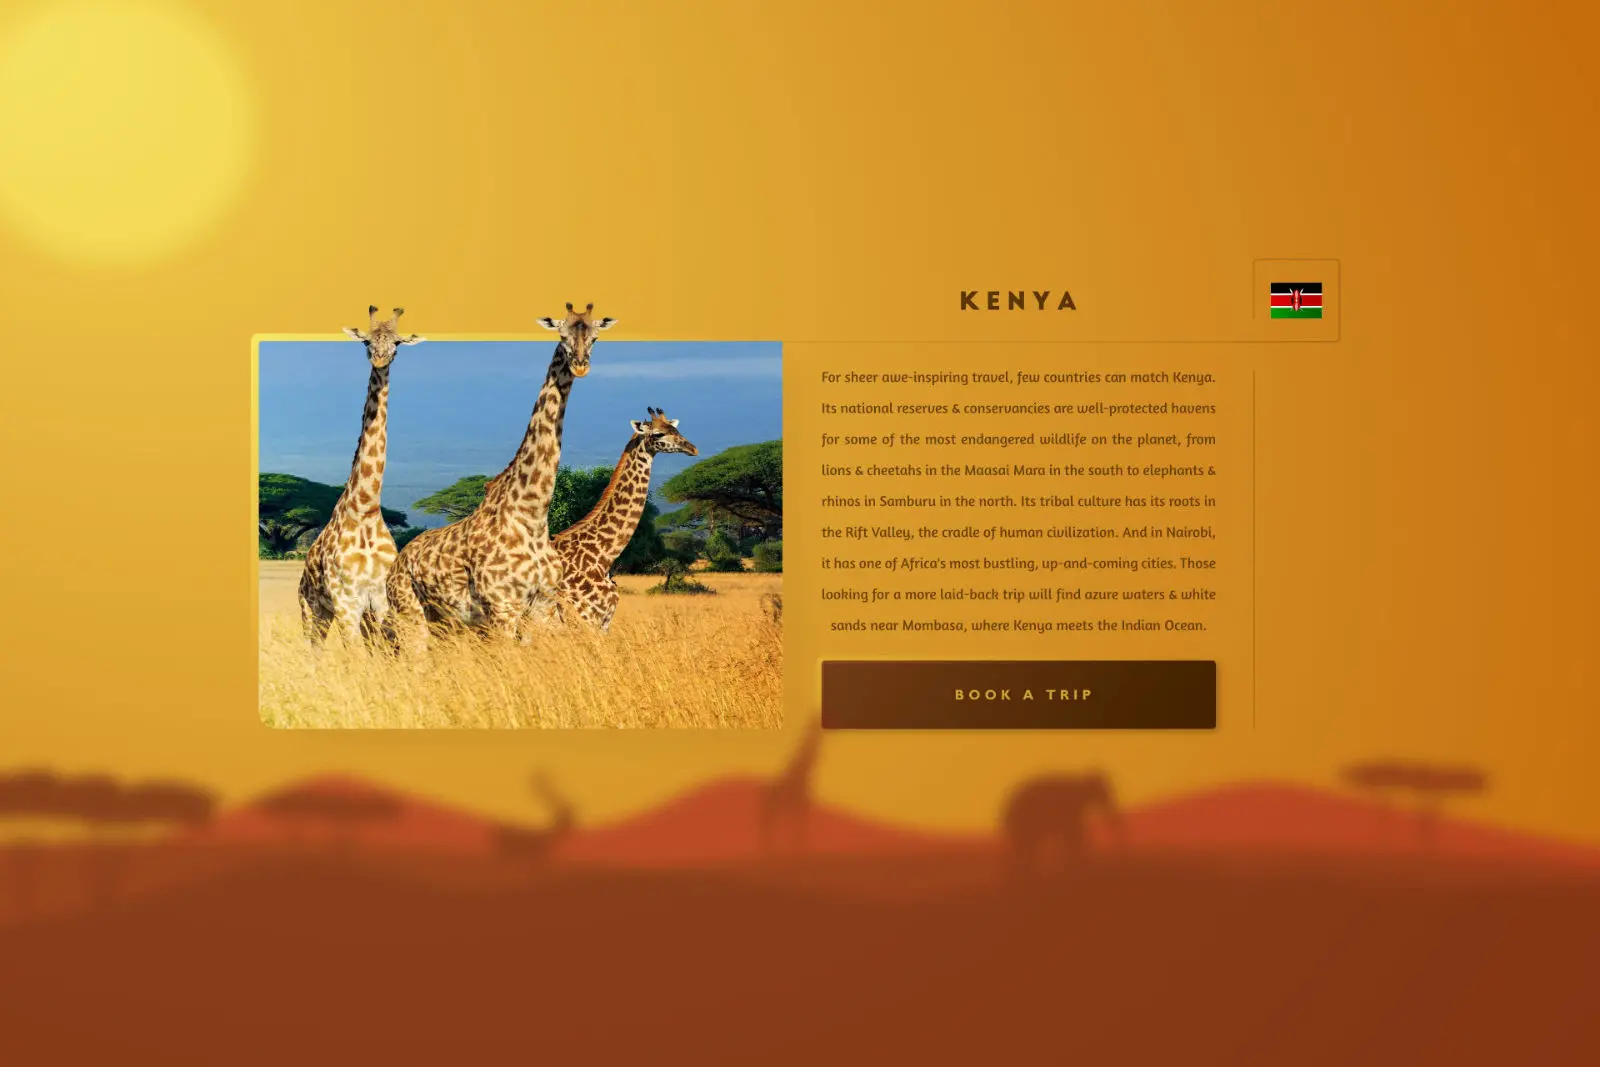 KENYA
For sheer awe-inspiring travel, few countries can match Kenya.
Its national reserves & conservancies are well-protected havens
for some of the most endangered wildlife on the planet, from
lions & cheetahs in the Maasai Mara in the south to elephants &
rhinos in Samburu in the north. Its tribal culture has its roots in
the Rift Valley, the cradle of human civilization. And in Nairobi,
it has one of Africa's most bustling, up-and-coming cities. Those
looking for a more laid-back trip will find azure waters & white
sands near Mombasa, where Kenya meets the Indian Ocean.
BOOK A TRIP